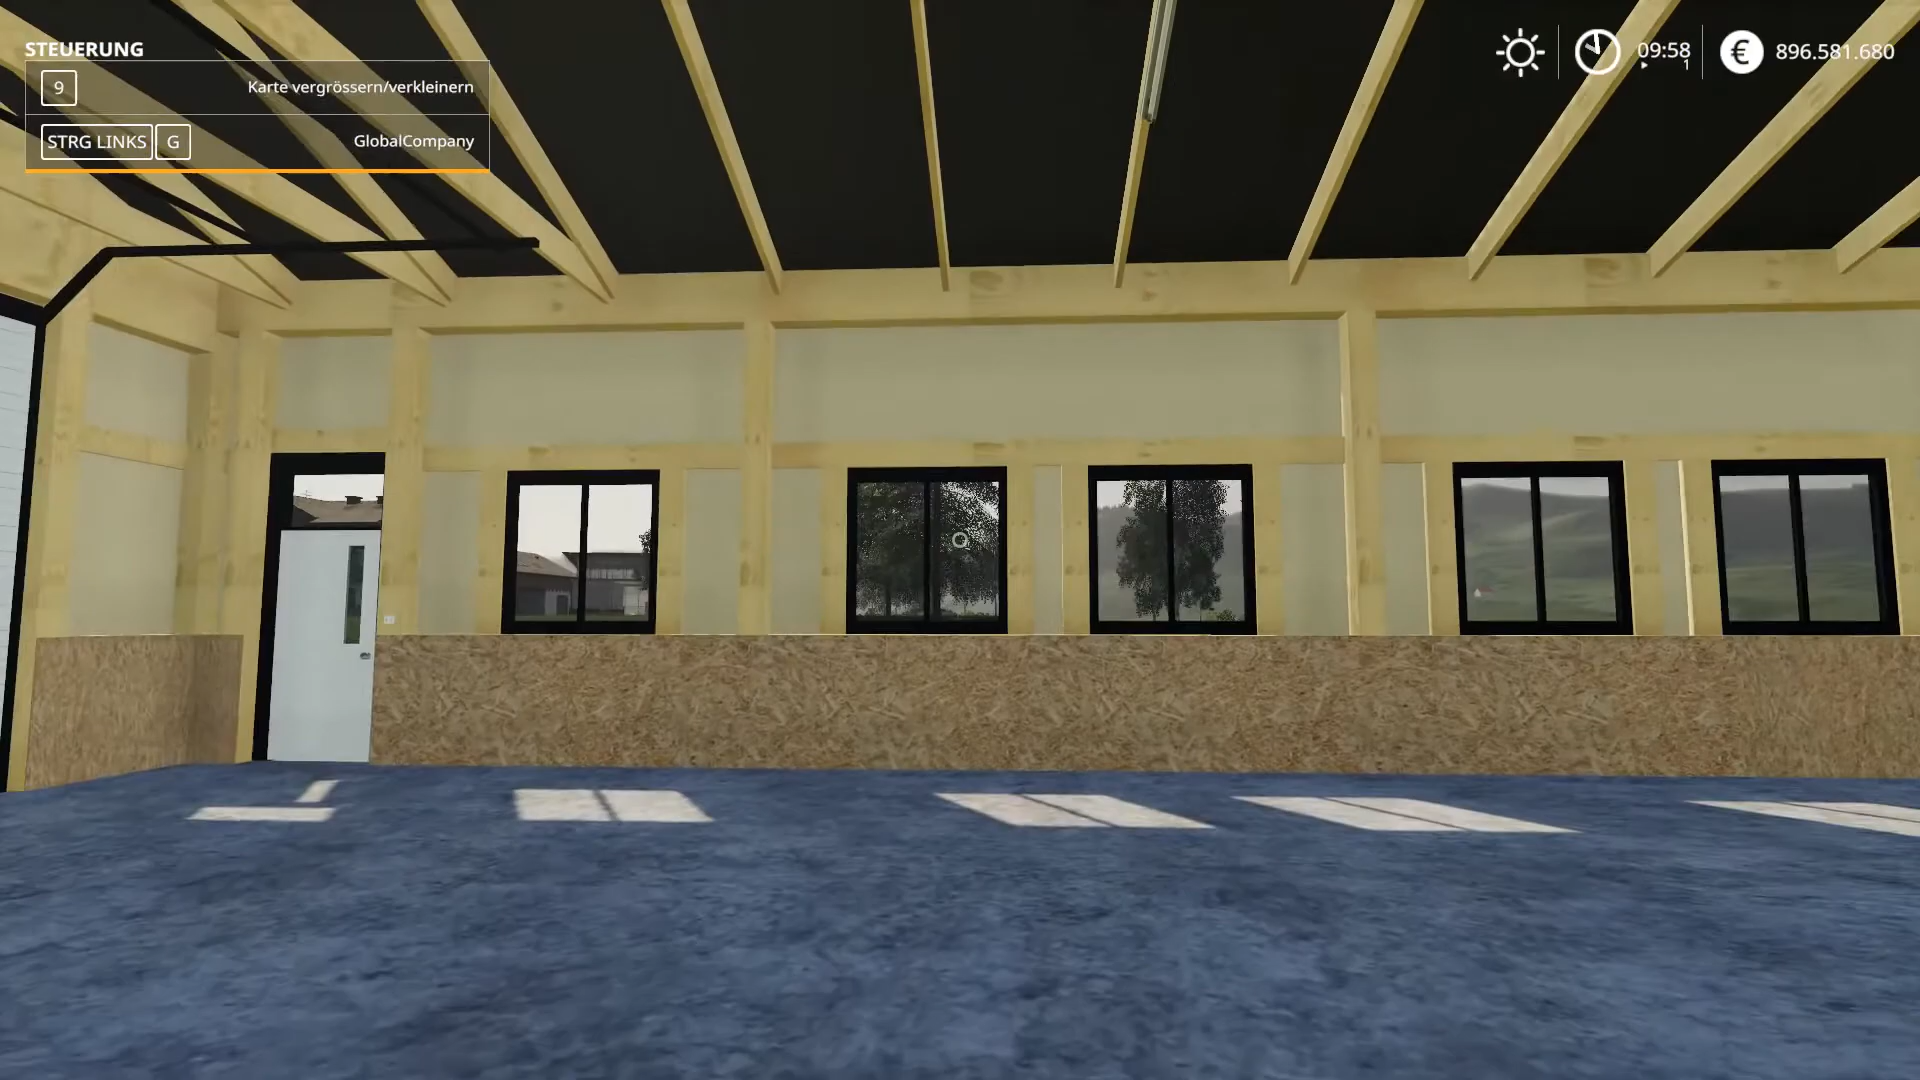 STEUERUNG
9 Karte vergrössern/verkleinern
STRG LINKS G GlobalCompany
09:58
1
€ 896.581.680